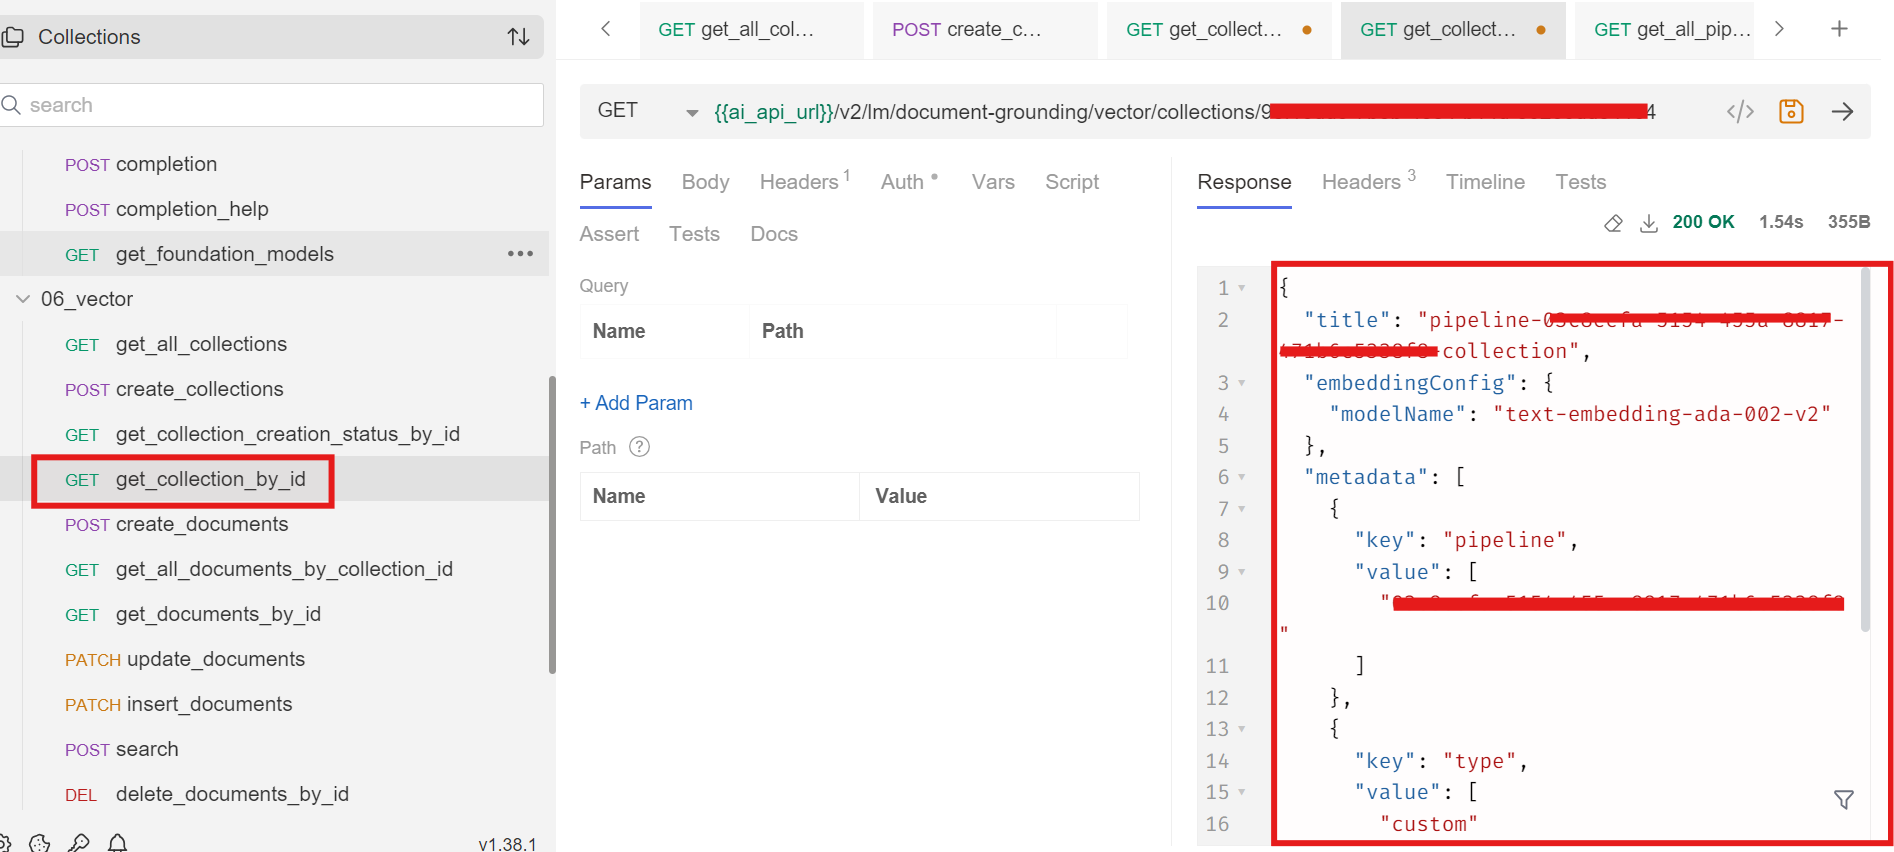 Collections
search
POST completion
POST completion_help
GET get_foundation_models
06_vector
GET get_all_collections
POST create_collections
GET get_collection_creation_status_by_id
GET get_collection_by_id
POST create_documents
GET get_all_documents_by_collection_id
GET get_documents_by_id
PATCH update_documents
PATCH insert_documents
POST search
DEL delete_documents_by_id
v1.38.1
GET get_all_col... POST create_c... GET get_collect... GET get_collect... GET get_all_pip...
GET {{ai_api_url}}/v2/lm/document-grounding/vector/collections/9
Params Body Headers 1 Auth Vars Script
Assert Tests Docs
Query
Name Path
+ Add Param
Path ?
Name Value
Response Headers 3 Timeline Tests
200 OK 1.54s 355B
1 {
2 "title": "pipeline-
-collection",
3 "embeddingConfig": {
4 "modelName": "text-embedding-ada-002-v2"
5 },
6 "metadata": [
7 {
8 "key": "pipeline",
9 "value": [
10 "
"
11 ]
12 },
13 {
14 "key": "type",
15 "value": [
16 "custom"